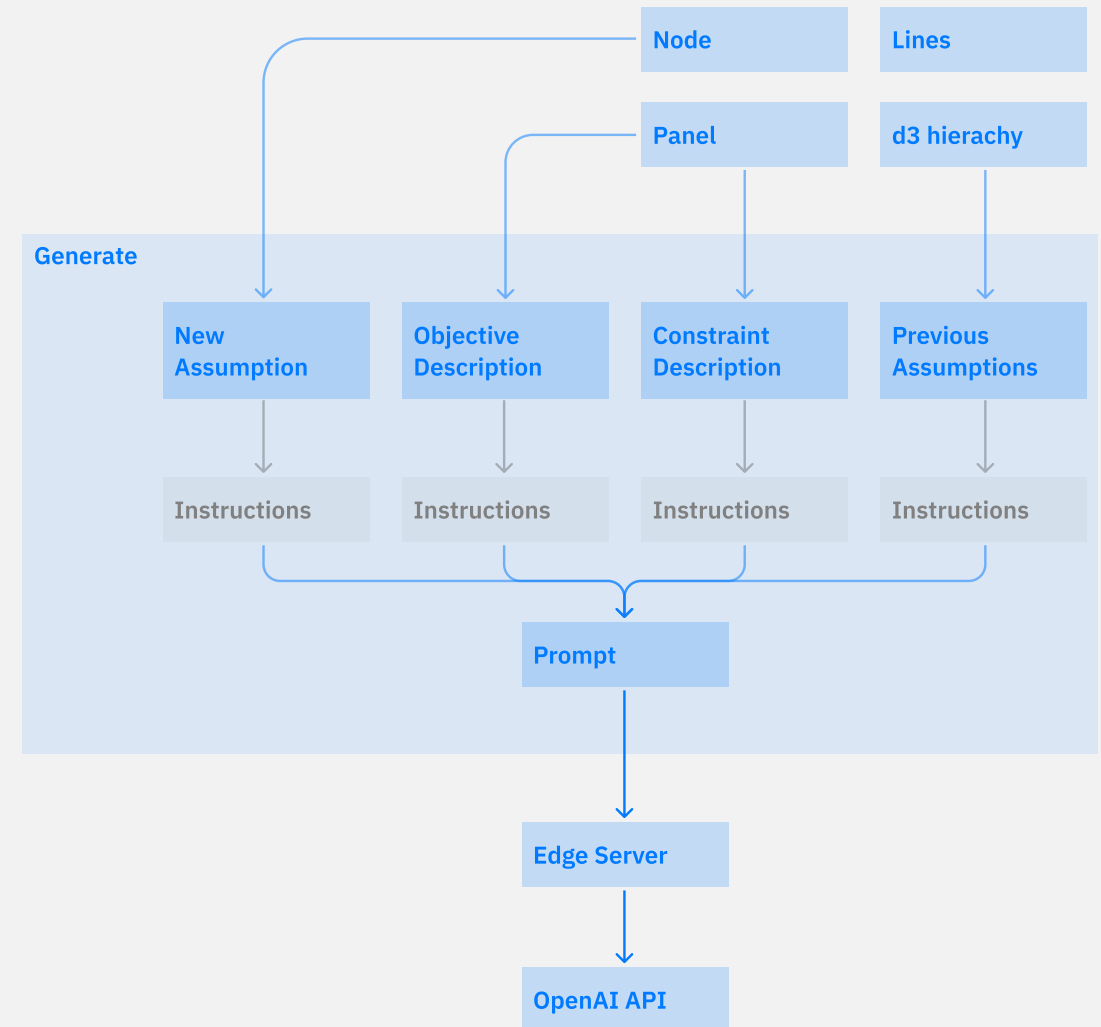 Node
Lines
Panel
d3 hierachy
Generate
New
Assumption
Objective
Description
Constraint
Description
Previous
Assumptions
Instructions
Instructions
Instructions
Instructions
Prompt
Edge Server
OpenAI API